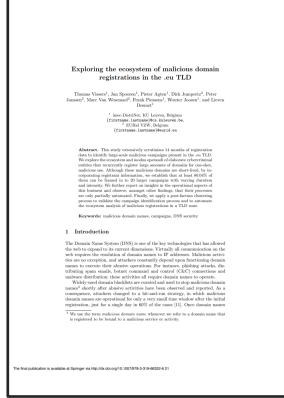 Exploring the ecosystem of malicious domain
registrations in the .eu TLD
Thomas Vissers¹, Jan Spooren¹, Pieter Agten¹, Dirk Jumpertz², Peter
Janssen², Marc Van Wesemael², Frank Piessens¹, Wouter Joosen¹, and Lieven
Desmet¹
¹ imec-DistriNet, KU Leuven, Belgium
{firstname.lastname}@cs.kuleuven.be,
² EURid VZW, Belgium
{firstname.lastname}@eurid.eu
Abstract. This study extensively scrutinizes 14 months of registration
data to identify large-scale malicious campaigns present in the .eu TLD.
We explore the ecosystem and modus operandi of elaborate cybercriminal
entities that recurrently register large amounts of domains for one-shot,
malicious use. Although these malicious domains are short-lived, by in-
corporating registrant information, we establish that at least 80.04% of
them can be framed in to 20 larger campaigns with varying duration
and intensity. We further report on insights in the operational aspects of
this business and observe, amongst other findings, that their processes
are only partially automated. Finally, we apply a post-factum clustering
process to validate the campaign identification process and to automate
the ecosystem analysis of malicious registrations in a TLD zone.
Keywords: malicious domain names, campaigns, DNS security
1 Introduction
The Domain Name System (DNS) is one of the key technologies that has allowed
the web to expand to its current dimensions. Virtually all communication on the
web requires the resolution of domain names to IP addresses. Malicious activi-
ties are no exception, and attackers constantly depend upon functioning domain
names to execute their abusive operations. For instance, phishing attacks, dis-
tributing spam emails, botnet command and control (C&C) connections and
malware distribution: these activities all require domain names to operate.
Widely-used domain blacklists are curated and used to stop malicious domain
names³ shortly after abusive activities have been observed and reported. As a
consequence, attackers changed to a hit-and-run strategy, in which malicious
domain names are operational for only a very small time window after the initial
registration, just for a single day in 60% of the cases [11]. Once domain names
³ We use the term malicious domain name whenever we refer to a domain name that
is registered to be bound to a malicious service or activity.
The final publication is available at Springer via http://dx.doi.org/10.1007/978-3-319-66332-6_21